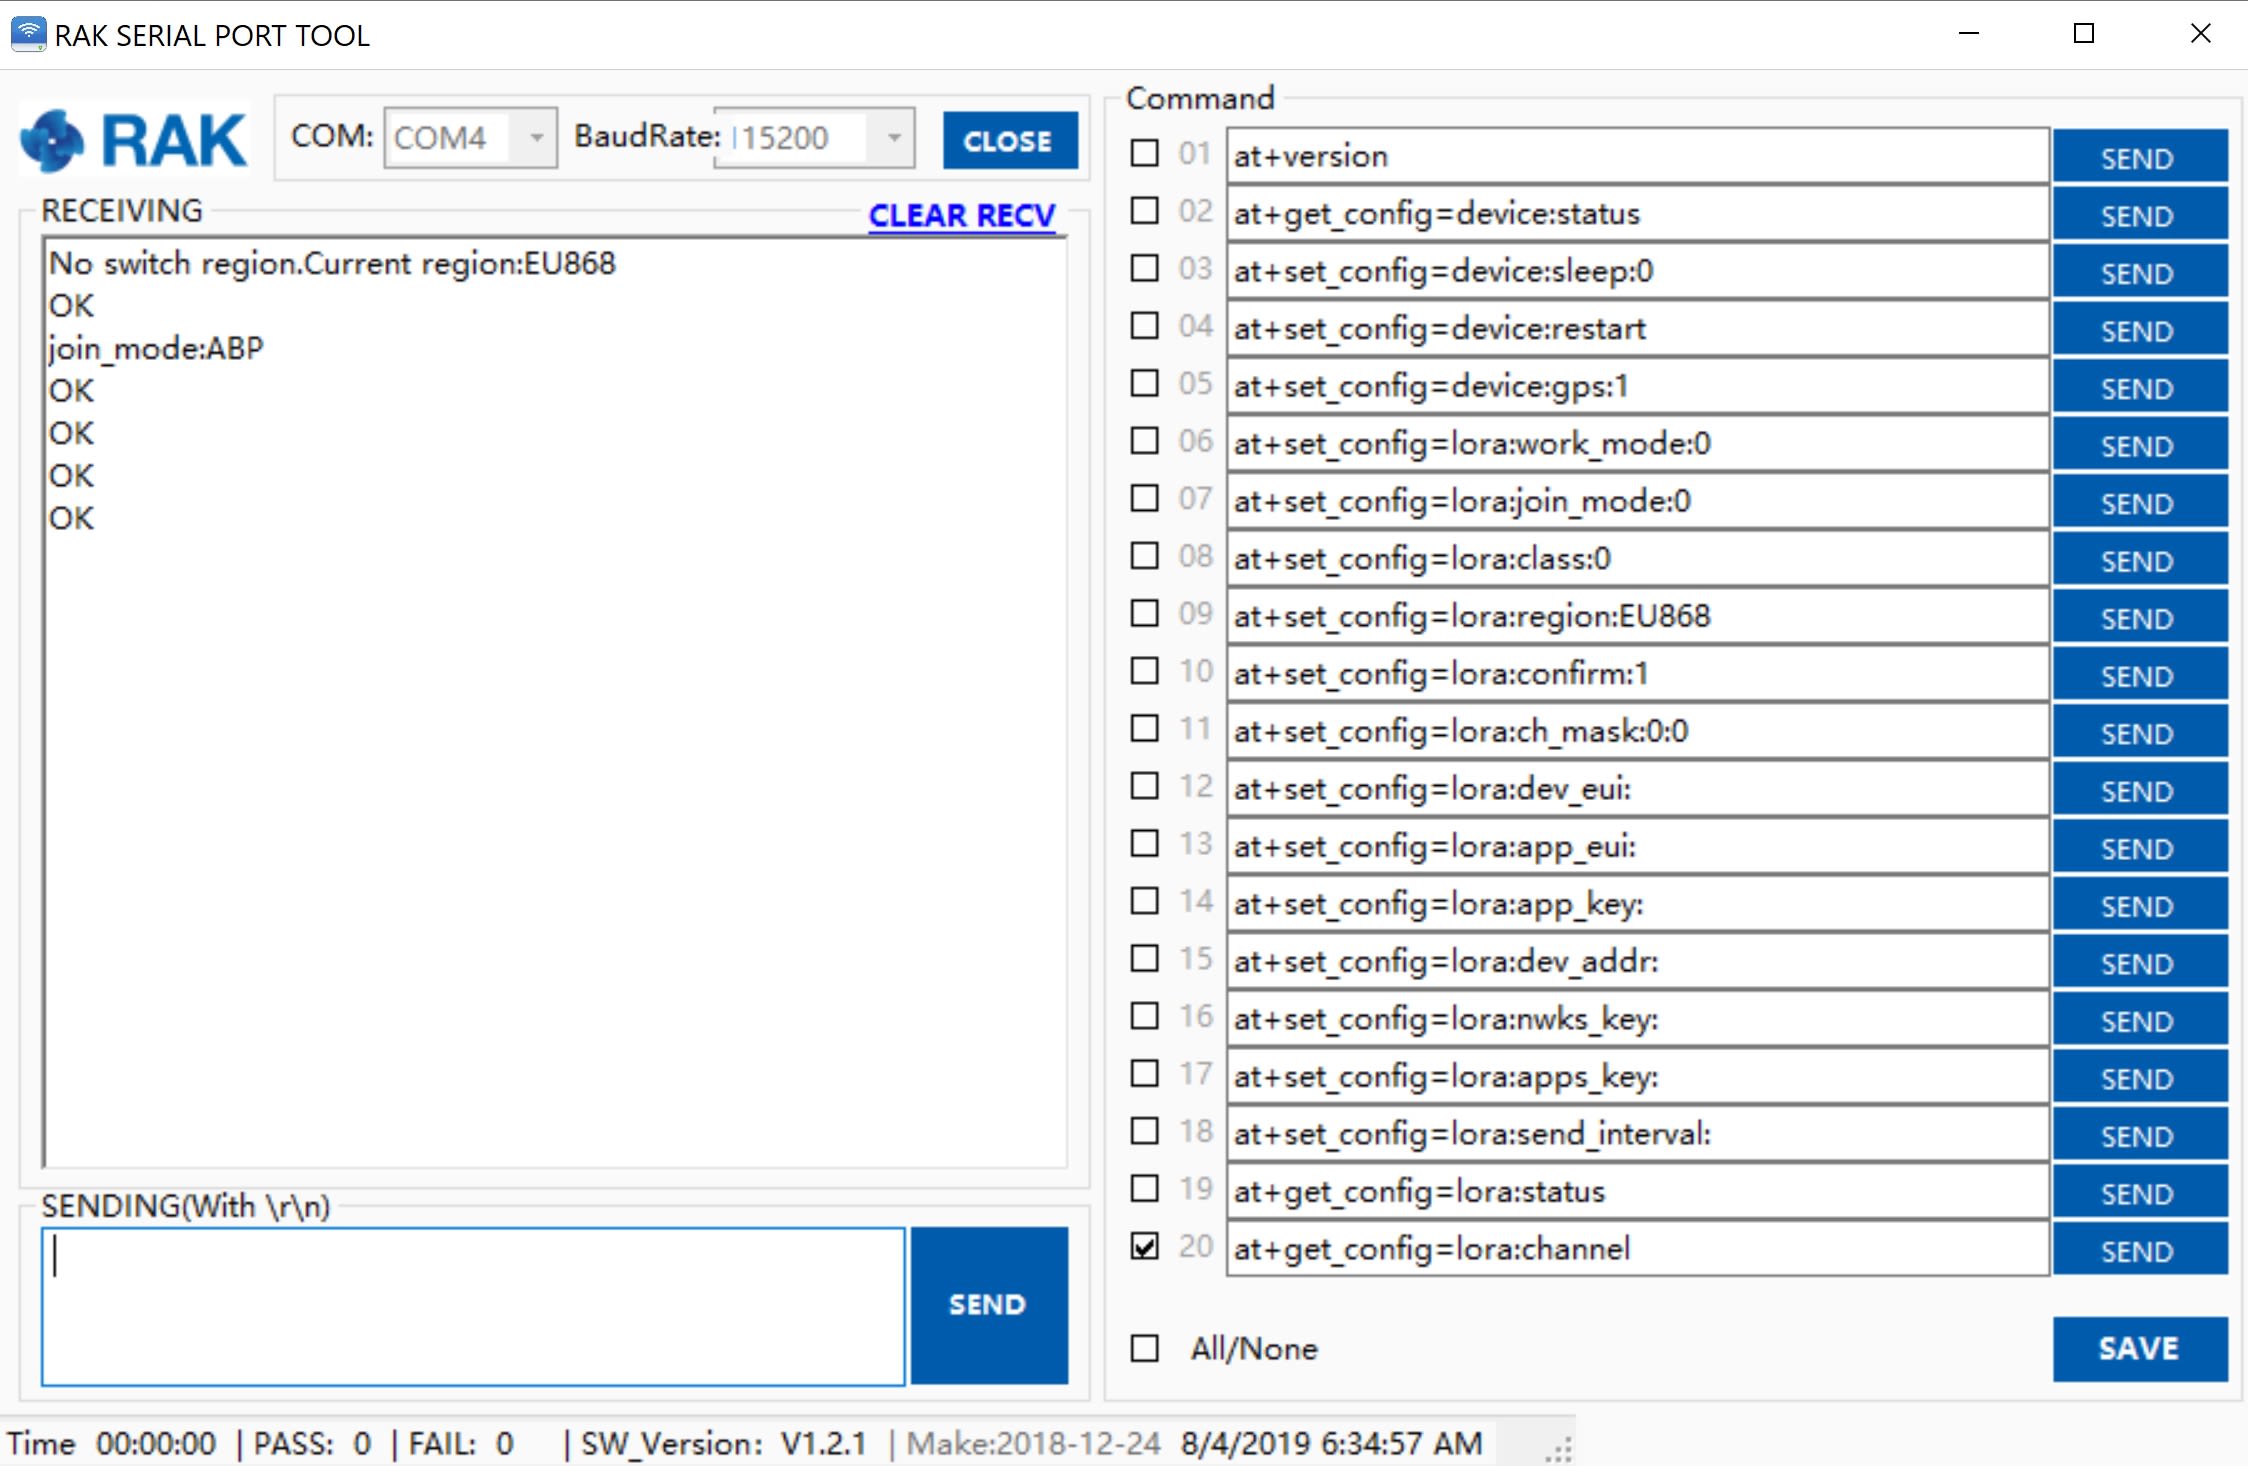 RAK SERIAL PORT TOOL
RAK
COM: COM4 BaudRate: 115200 CLOSE
RECEIVING CLEAR RECV
No switch region.Current region:EU868
OK
join_mode:ABP
OK
OK
OK
OK
SENDING(With \r\n)
SEND
Command
01 at+version SEND
02 at+get_config=device:status SEND
03 at+set_config=device:sleep:0 SEND
04 at+set_config=device:restart SEND
05 at+set_config=device:gps:1 SEND
06 at+set_config=lora:work_mode:0 SEND
07 at+set_config=lora:join_mode:0 SEND
08 at+set_config=lora:class:0 SEND
09 at+set_config=lora:region:EU868 SEND
10 at+set_config=lora:confirm:1 SEND
11 at+set_config=lora:ch_mask:0:0 SEND
12 at+set_config=lora:dev_eui: SEND
13 at+set_config=lora:app_eui: SEND
14 at+set_config=lora:app_key: SEND
15 at+set_config=lora:dev_addr: SEND
16 at+set_config=lora:nwks_key: SEND
17 at+set_config=lora:apps_key: SEND
18 at+set_config=lora:send_interval: SEND
19 at+get_config=lora:status SEND
20 at+get_config=lora:channel SEND
All/None SAVE
Time 00:00:00 | PASS: 0 | FAIL: 0 | SW_Version: V1.2.1 | Make:2018-12-24 8/4/2019 6:34:57 AM